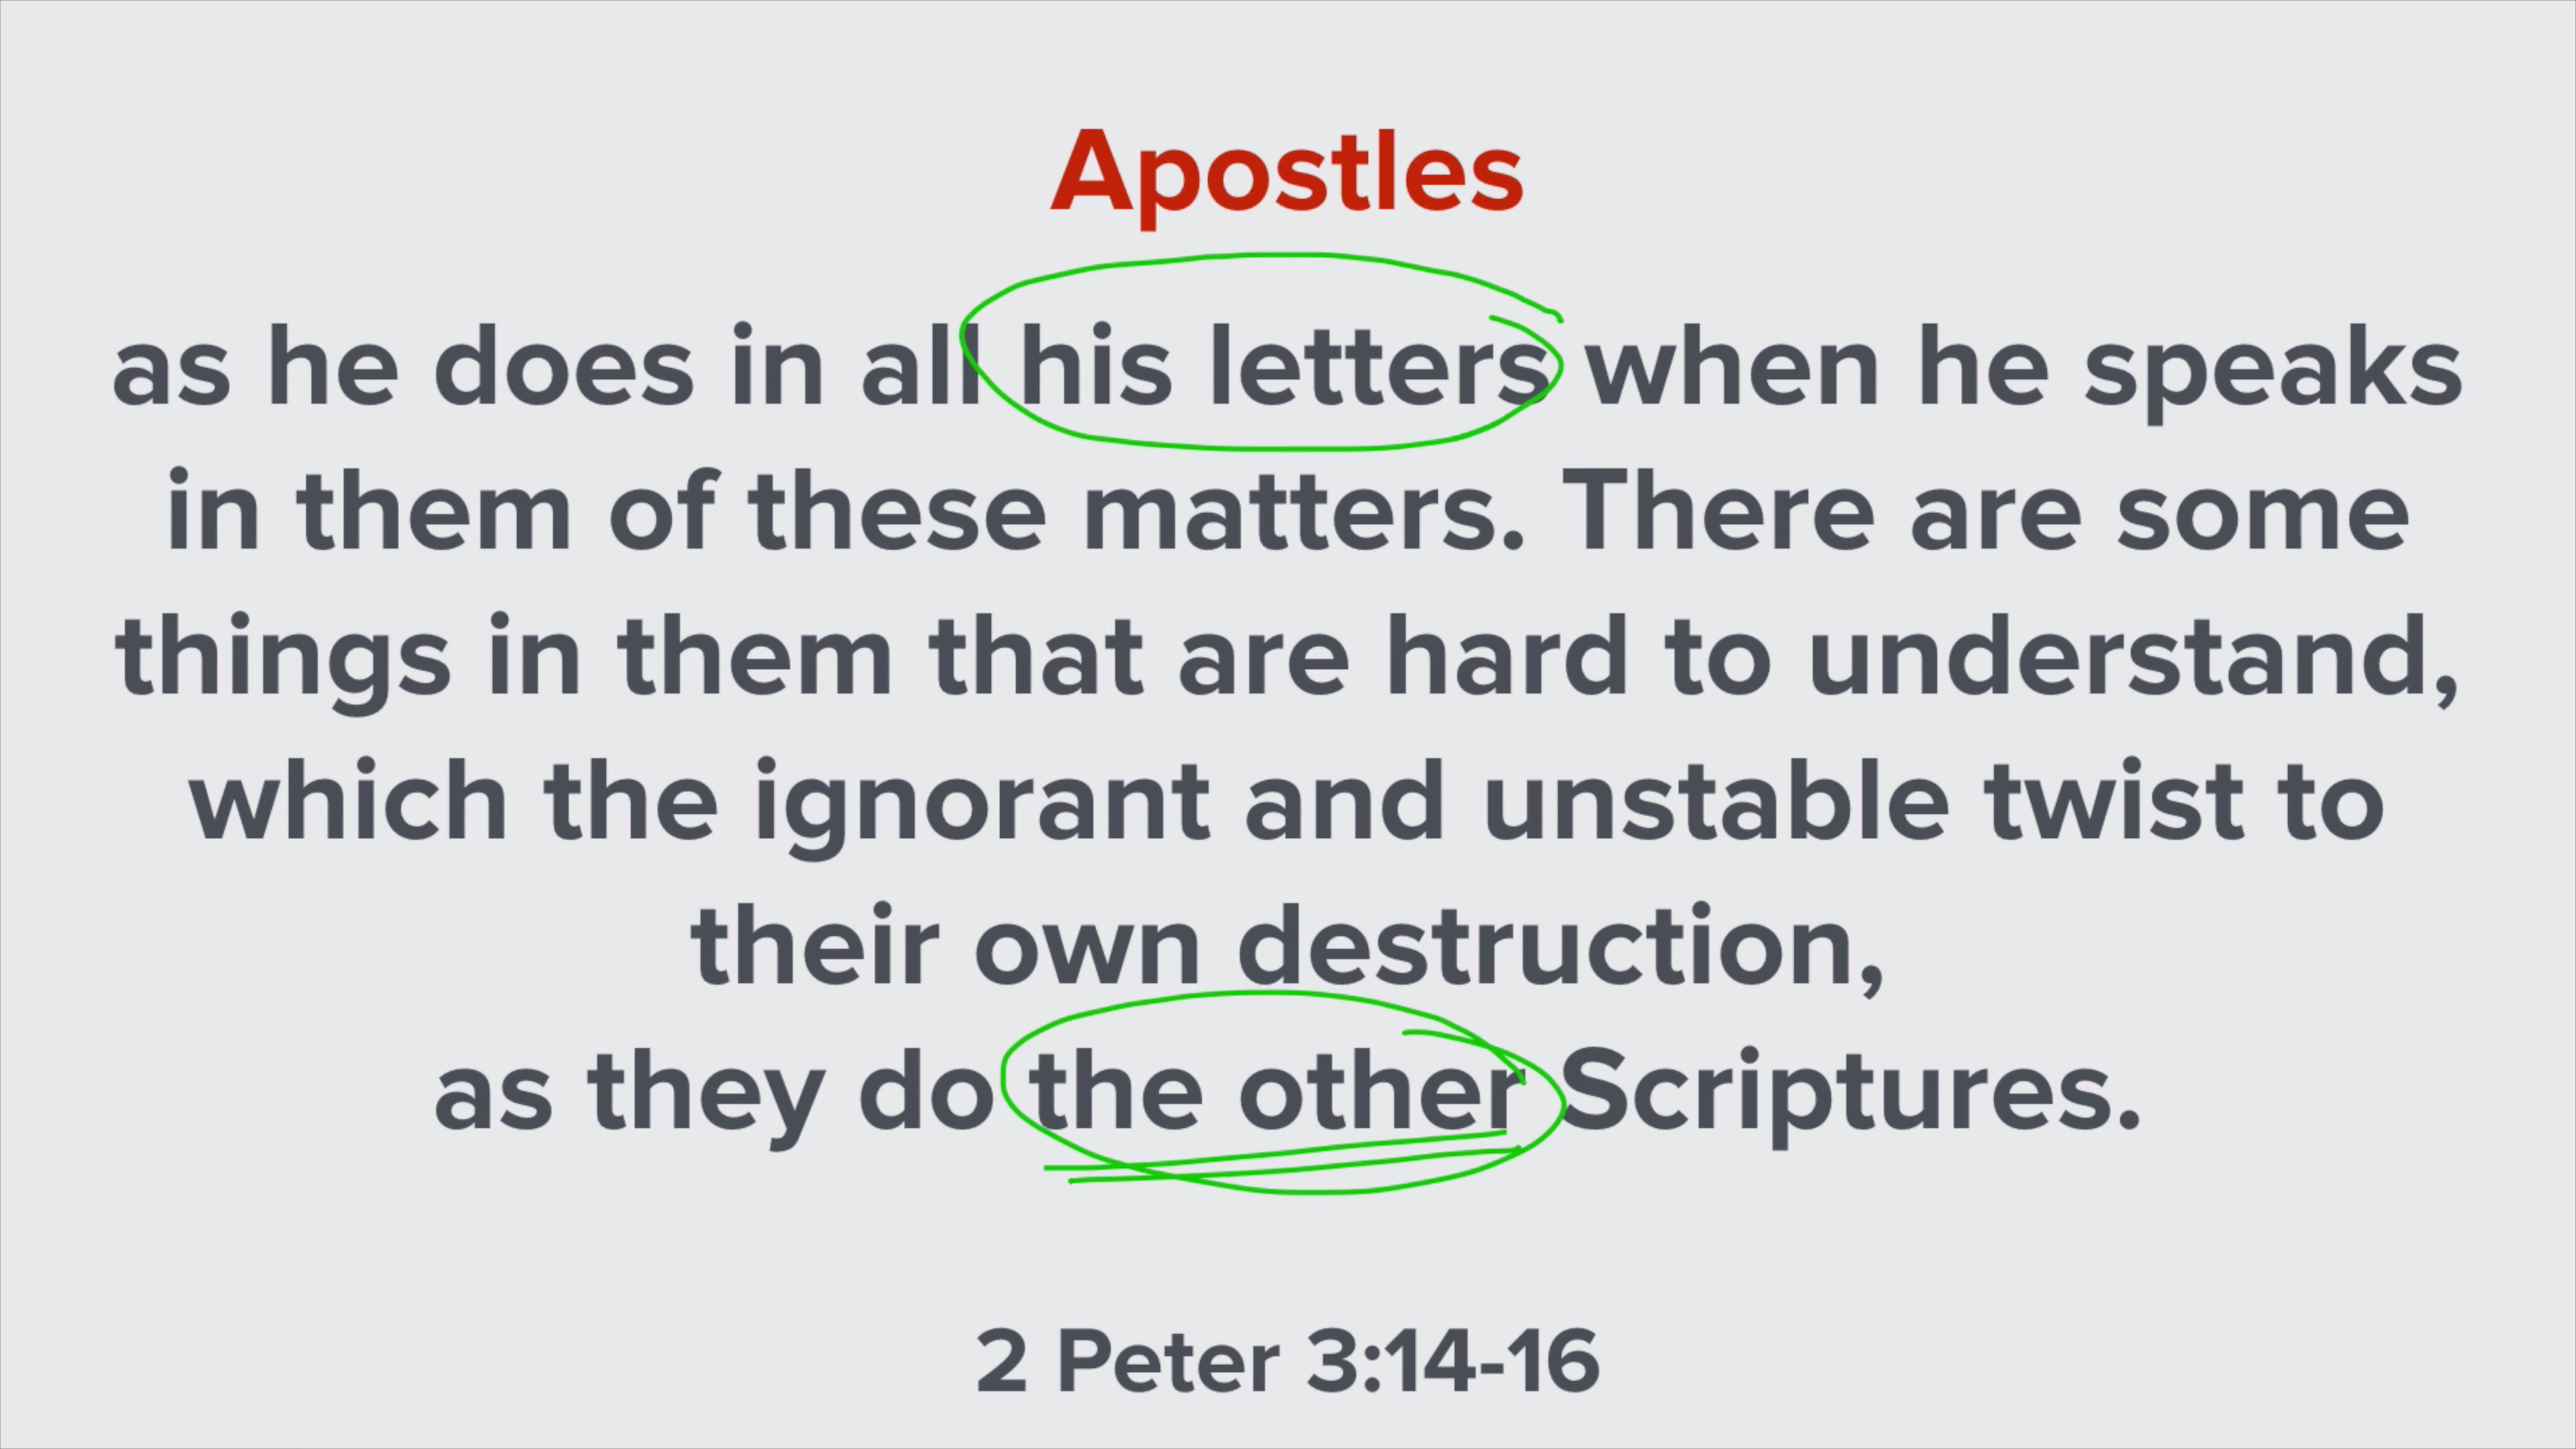 Apostles
as he does in all his letters when he speaks
in them of these matters. There are some
things in them that are hard to understand,
which the ignorant and unstable twist to
their own destruction,
as they do the other Scriptures.
2 Peter 3:14-16